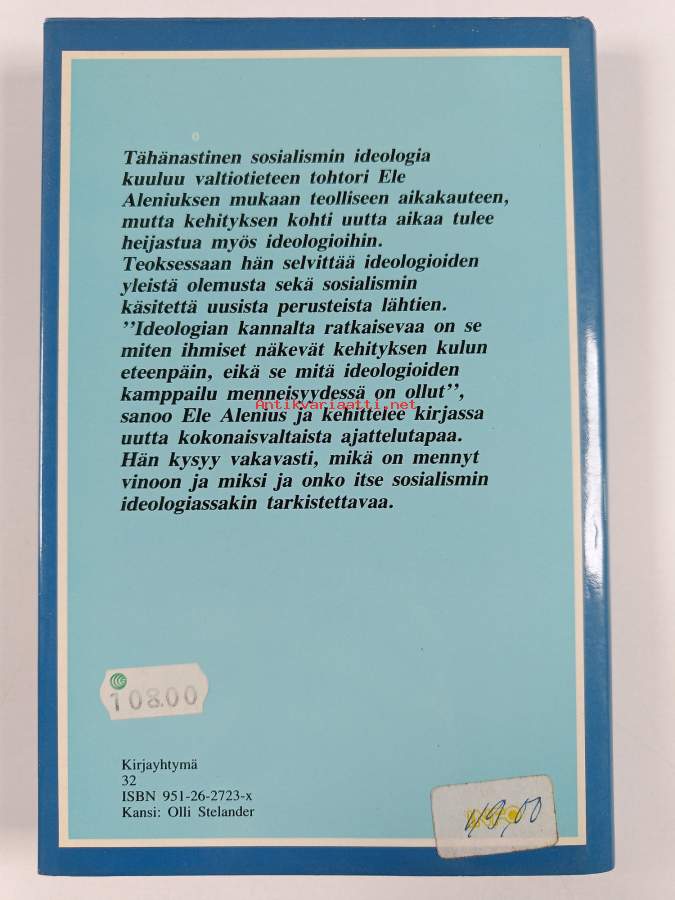 Tähänastinen sosialismin ideologia
kuuluu valtiotieteen tohtori Ele
Aleniuksen mukaan teolliseen aikakauteen,
mutta kehityksen kohti uutta aikaa tulee
heijastua myös ideologioihin.
Teoksessaan hän selvittää ideologioiden
yleistä olemusta sekä sosialismin
käsitettä uusista perusteista lähtien.
”Ideologian kannalta ratkaisevaa on se
miten ihmiset näkevät kehityksen kulun
eteenpäin, eikä se mitä ideologioiden
kamppailu menneisyydessä on ollut”,
Antikvariaatti.net
sanoo Ele Alenius ja kehittelee kirjassa
uutta kokonaisvaltaista ajattelutapaa.
Hän kysyy vakavasti, mikä on mennyt
vinoon ja miksi ja onko itse sosialismin
ideologiassakin tarkistettavaa.
108.00
Kirjayhtymä
32
ISBN 951-26-2723-x
Kansi: Olli Stelander
49,00